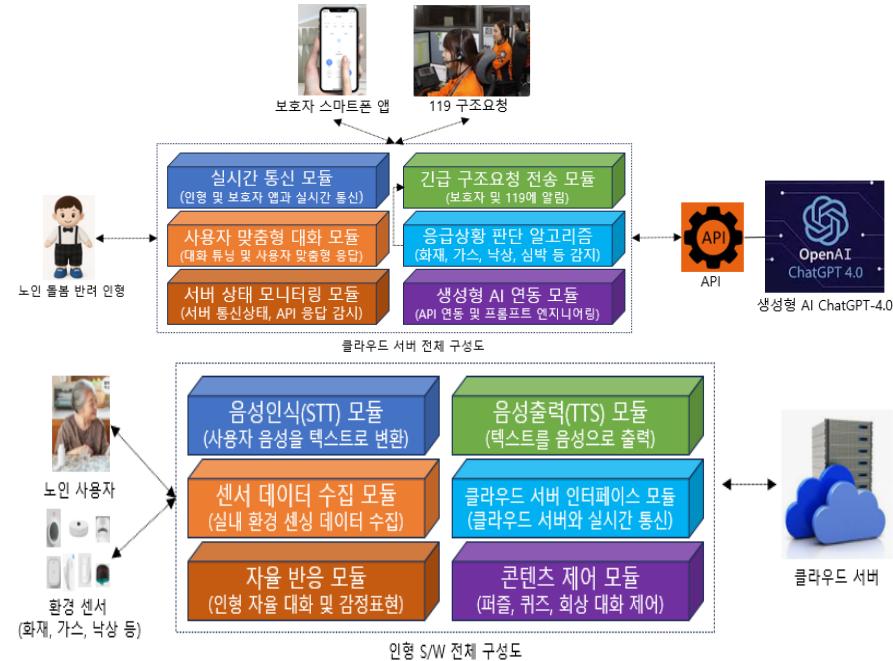 보호자 스마트폰 앱
119 구조요청
실시간 통신 모듈
(인형 및 보호자 앱과 실시간 통신)
긴급 구조요청 전송 모듈
(보호자 및 119에 알림)
사용자 맞춤형 대화 모듈
(대화 튜닝 및 사용자 맞춤형 응답)
응급상황 판단 알고리즘
(화재, 가스, 낙상, 심박 등 감지)
서버 상태 모니터링 모듈
(서버 통신상태, API 응답 감시)
생성형 AI 연동 모듈
(API 연동 및 프롬프트 엔지니어링)
노인 돌봄 반려 인형
API
API
OpenAI
ChatGPT 4.0
생성형 AI ChatGPT-4.0
클라우드 서버 전체 구성도
음성인식(STT) 모듈
(사용자 음성을 텍스트로 변환)
음성출력(TTS) 모듈
(텍스트를 음성으로 출력)
센서 데이터 수집 모듈
(실내 환경 센싱 데이터 수집)
클라우드 서버 인터페이스 모듈
(클라우드 서버와 실시간 통신)
자율 반응 모듈
(인형 자율 대화 및 감정표현)
콘텐츠 제어 모듈
(퍼즐, 퀴즈, 회상 대화 제어)
노인 사용자
환경 센서
(화재, 가스, 낙상 등)
클라우드 서버
인형 S/W 전체 구성도